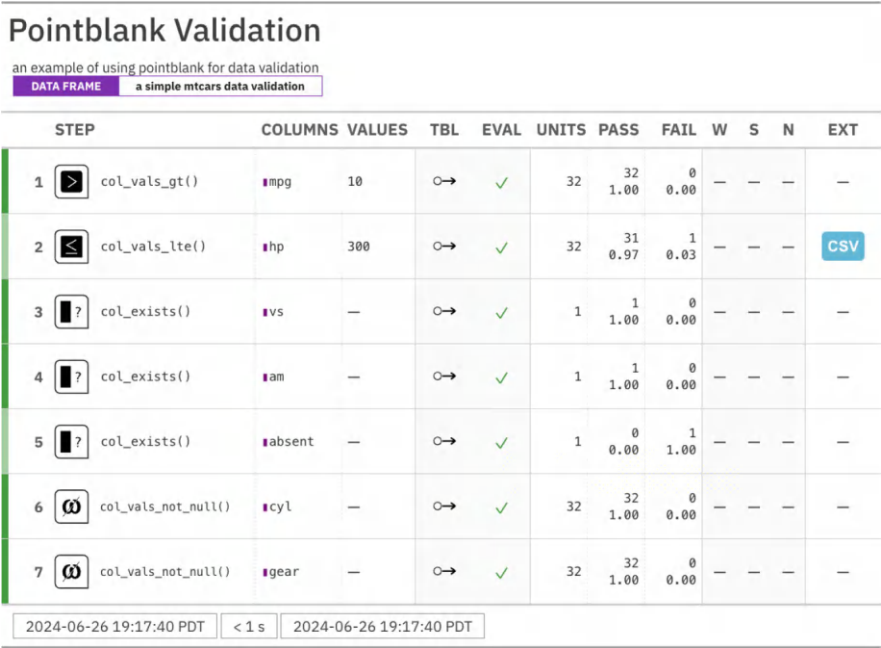 Pointblank Validation
an example of using pointblank for data validation
DATA FRAME a simple mtcars data validation
STEP COLUMNS VALUES TBL EVAL UNITS PASS FAIL W S N EXT
1 > col_vals_gt() mpg 10 ✓ 32 32 0 — — — —
1.00 0.00
2 ≤ col_vals_lte() hp 300 ✓ 32 31 1 — — — CSV
0.97 0.03
3 ? col_exists() vs — ✓ 1 1 0 — — — —
1.00 0.00
4 ? col_exists() am — ✓ 1 1 0 — — — —
1.00 0.00
5 ? col_exists() absent — ✓ 1 0 1 — — — —
0.00 1.00
6 col_vals_not_null() cyl — ✓ 32 32 0 — — — —
1.00 0.00
7 col_vals_not_null() gear — ✓ 32 32 0 — — — —
1.00 0.00
2024-06-26 19:17:40 PDT < 1 s 2024-06-26 19:17:40 PDT